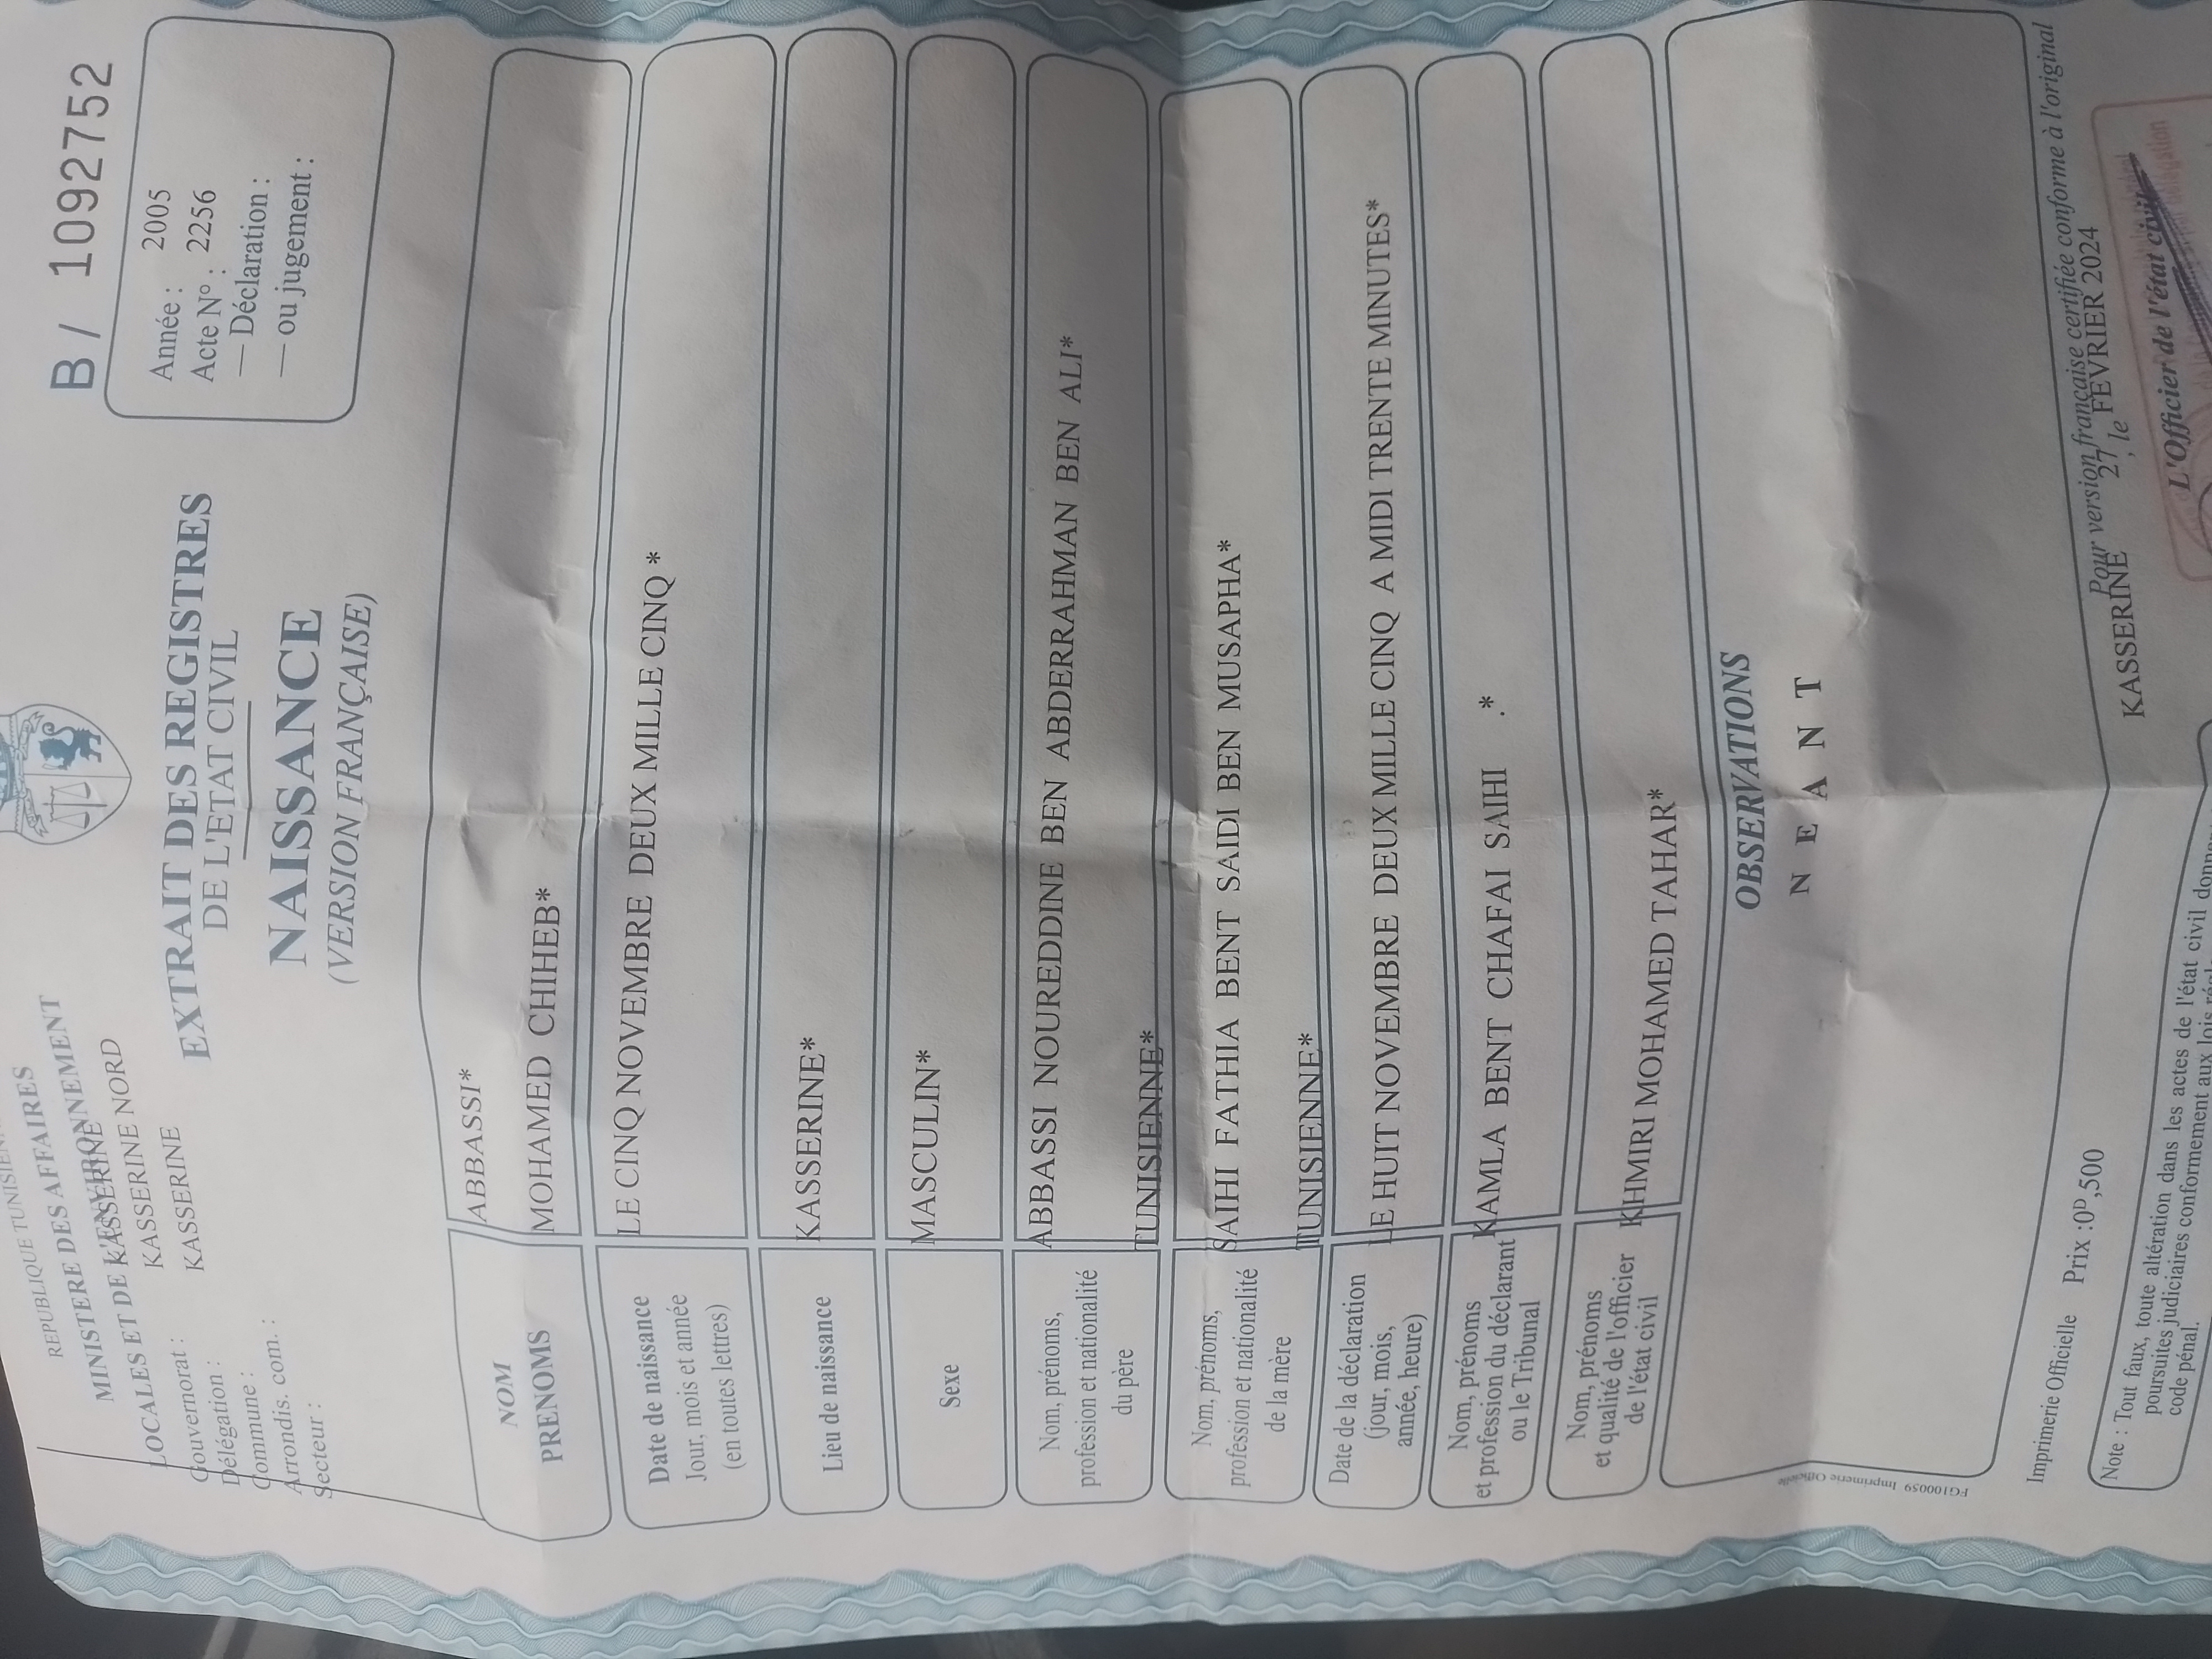 REPUBLIQUE TUNISIENNE
MINISTERE DES AFFAIRES
LOCALES ET DE L'ENVIRONNEMENT
Gouvernorat : KASSERINE
Délégation : KASSERINE NORD
Commune : KASSERINE
Arrondis. com. : KASSERINE
Secteur :
B / 1092752
Année : 2005
Acte N° : 2256
— Déclaration :
— ou jugement :
EXTRAIT DES REGISTRES
DE L'ETAT CIVIL
NAISSANCE
(VERSION FRANÇAISE)
NOM ABBASSI*
PRENOMS MOHAMED CHIHEB*
Date de naissance
Jour, mois et année
(en toutes lettres)
LE CINQ NOVEMBRE DEUX MILLE CINQ *
Lieu de naissance KASSERINE*
Sexe MASCULIN*
Nom, prénoms,
profession et nationalité
du père
ABBASSI NOUREDDINE BEN ABDERRAHMAN BEN ALI*
TUNISIENNE*
Nom, prénoms,
profession et nationalité
de la mère
SAIHI FATHIA BENT SAIDI BEN MUSAPHA*
TUNISIENNE*
Date de la déclaration
(jour, mois,
année, heure)
LE HUIT NOVEMBRE DEUX MILLE CINQ A MIDI TRENTE MINUTES*
Nom, prénoms
et profession du déclarant
ou le Tribunal
KAMLA BENT CHAFAI SAIHI .*
Nom, prénoms
et qualité de l'officier
de l'état civil
KHMIRI MOHAMED TAHAR*
OBSERVATIONS
N E A N T
FG100059 Imprimerie Officielle
Imprimerie Officielle Prix :0D,500
Pour version française certifiée conforme à l'original
KASSERINE , le 27 FEVRIER 2024
L'Officier de l'état civil
Note : Tout faux, toute altération dans les actes de l'état civil
poursuites judiciaires conformement aux lois
code pénal.